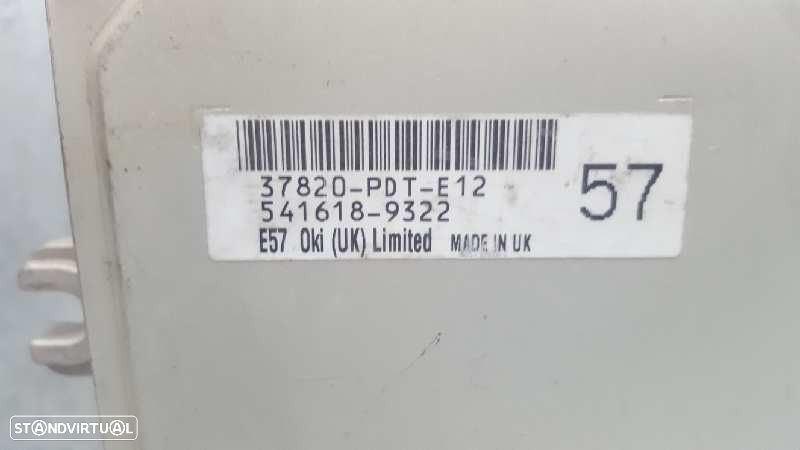 37820-PDT-E12
541618-9322
E57 Oki (UK) Limited MADE IN UK
57
STANDVIRTUAL